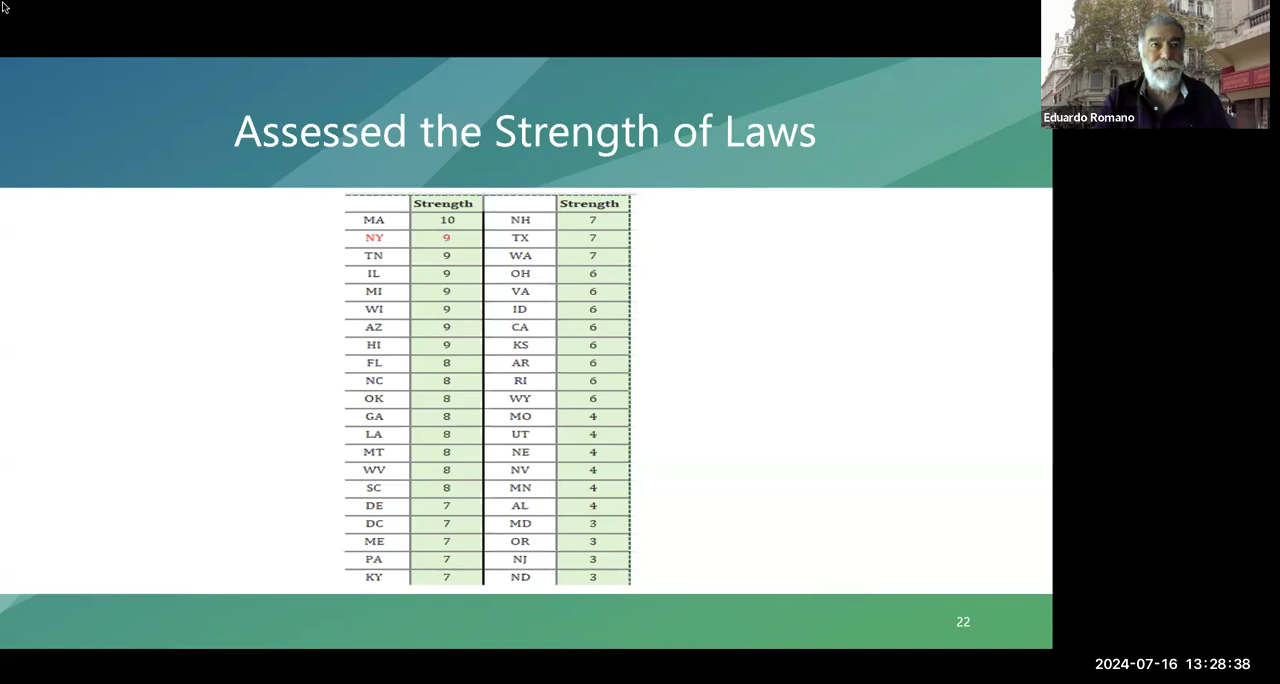 Assessed the Strength of Laws
Eduardo Romano
Strength Strength
MA 10 NH 7
NY 9 TX 7
TN 9 WA 7
IL 9 OH 6
MI 9 VA 6
WI 9 ID 6
AZ 9 CA 6
HI 9 KS 6
FL 8 AR 6
NC 8 RI 6
OK 8 WY 6
GA 8 MO 4
LA 8 UT 4
MT 8 NE 4
WV 8 NV 4
SC 8 MN 4
DE 7 AL 4
DC 7 MD 3
ME 7 OR 3
PA 7 NJ 3
KY 7 ND 3
22
2024-07-16 13:28:38